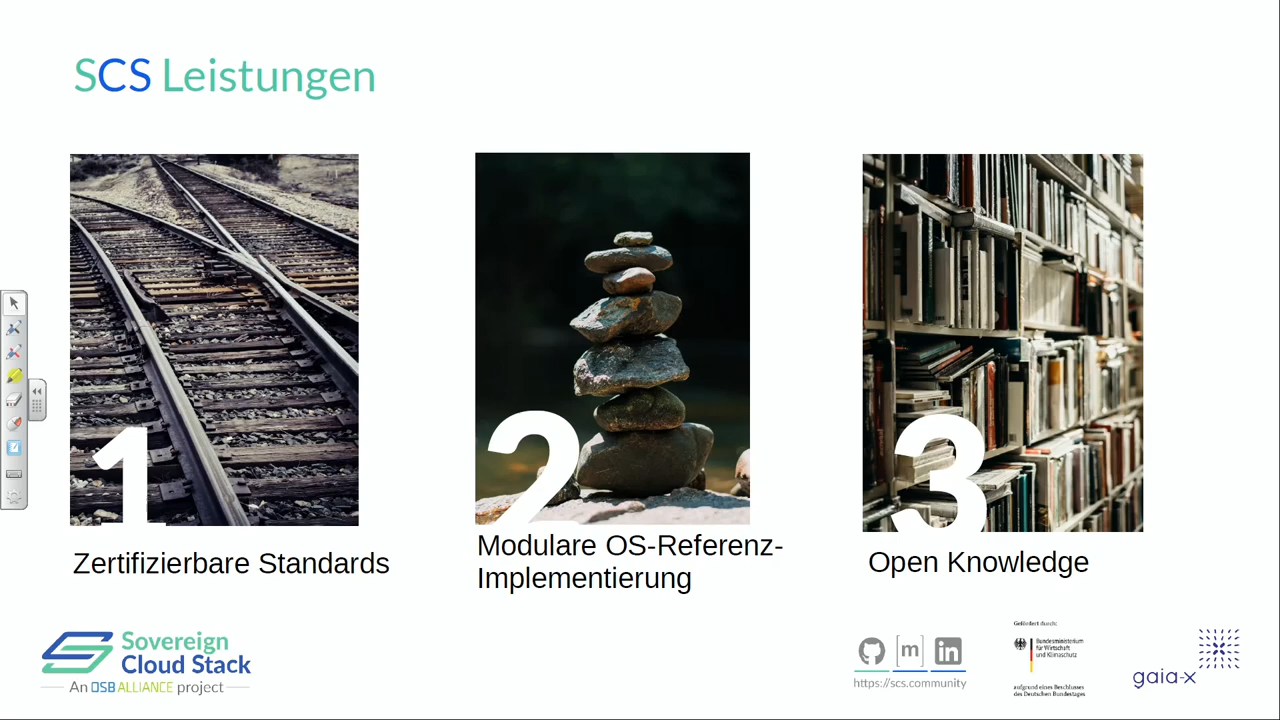 SCS Leistungen
1
2
3
Zertifizierbare Standards
Modulare OS-Referenz-
Implementierung
Open Knowledge
Sovereign
Cloud Stack
An OSB ALLIANCE project
[m]
in
https://scs.community
Gefördert durch:
Bundesministerium
für Wirtschaft
und Klimaschutz
aufgrund eines Beschlusses
des Deutschen Bundestages
gaia-x